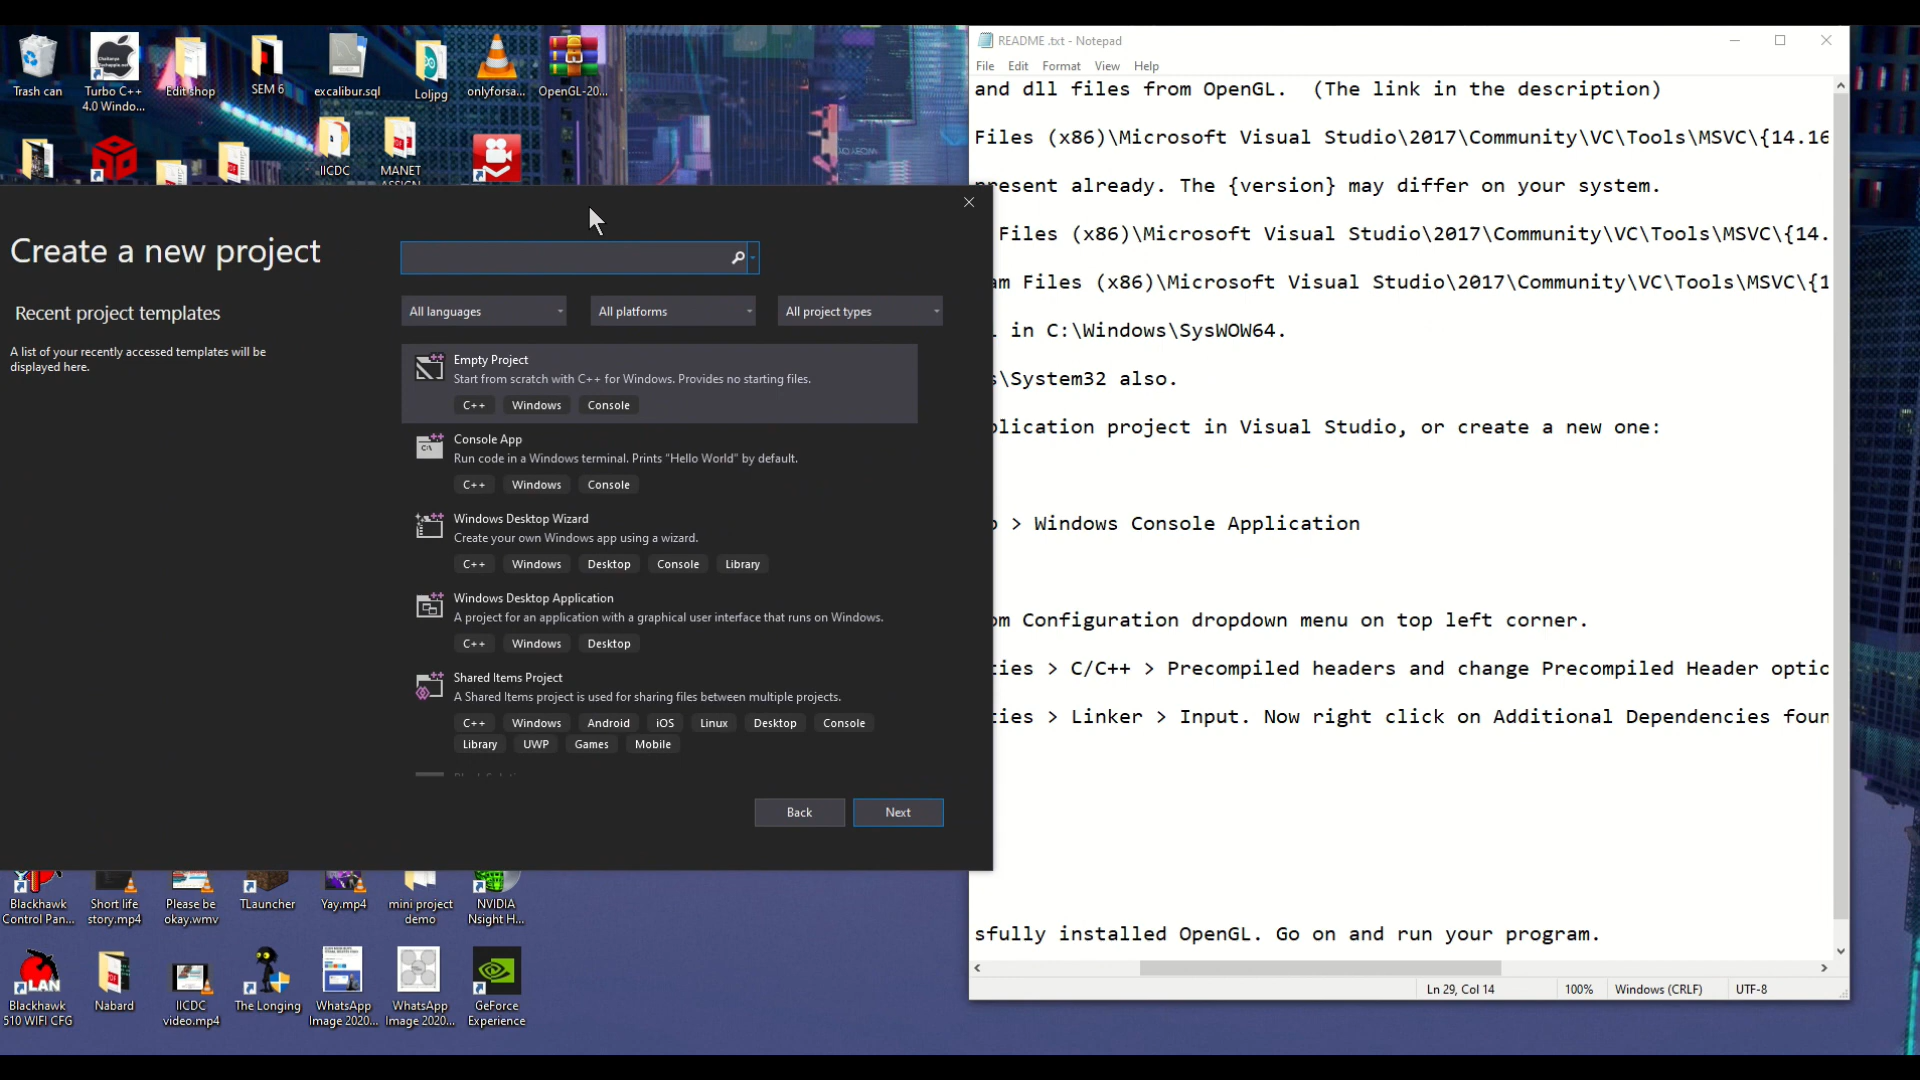 Trash can
Turbo C++
4.0 Windo...
Edit shop
SEM 6
excalibur.sql
Loljpg
onlyforsa...
OpenGL-20...
IICDC
MANET
Create a new project
Recent project templates
A list of your recently accessed templates will be
displayed here.
All languages
All platforms
All project types
Empty Project
Start from scratch with C++ for Windows. Provides no starting files.
C++ Windows Console
Console App
Run code in a Windows terminal. Prints "Hello World" by default.
C++ Windows Console
Windows Desktop Wizard
Create your own Windows app using a wizard.
C++ Windows Desktop Console Library
Windows Desktop Application
A project for an application with a graphical user interface that runs on Windows.
C++ Windows Desktop
Shared Items Project
A Shared Items project is used for sharing files between multiple projects.
C++ Windows Android iOS Linux Desktop Console
Library UWP Games Mobile
Back
Next
Blackhawk
Control Pan...
Short life
story.mp4
Please be
okay.wmv
TLauncher
Yay.mp4
mini project
demo
NVIDIA
Nsight H...
LAN
Blackhawk
510 WIFI CFG
Nabard
IICDC
video.mp4
The Longing
WhatsApp
Image 2020...
WhatsApp
Image 2020...
GeForce
Experience
README .txt - Notepad
File Edit Format View Help
and dll files from OpenGL. (The link in the description)
Files (x86)\Microsoft Visual Studio\2017\Community\VC\Tools\MSVC\{14.16
present already. The {version} may differ on your system.
Files (x86)\Microsoft Visual Studio\2017\Community\VC\Tools\MSVC\{14.
am Files (x86)\Microsoft Visual Studio\2017\Community\VC\Tools\MSVC\{1
in C:\Windows\SysWOW64.
s\System32 also.
plication project in Visual Studio, or create a new one:
> Windows Console Application
om Configuration dropdown menu on top left corner.
ties > C/C++ > Precompiled headers and change Precompiled Header optio
ties > Linker > Input. Now right click on Additional Dependencies foun
sfully installed OpenGL. Go on and run your program.
Ln 29, Col 14
100%
Windows (CRLF)
UTF-8